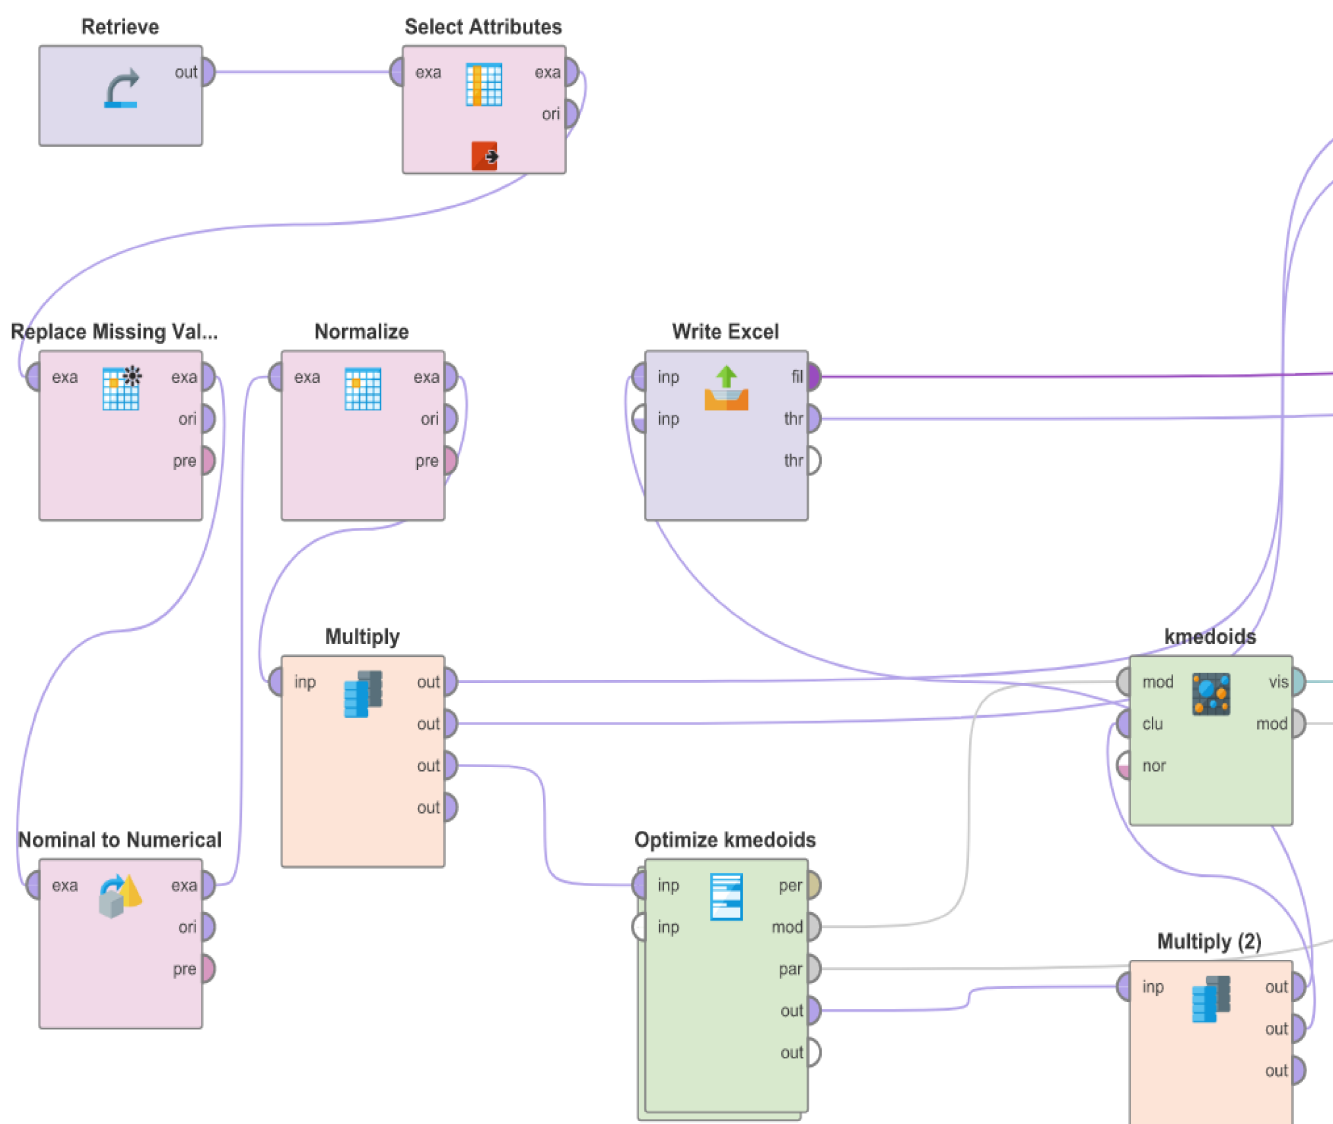 Retrieve
out
Select Attributes
exa
exa
ori
Replace Missing Val...
exa
exa
ori
pre
Normalize
exa
exa
ori
pre
Write Excel
inp
fil
inp
thr
thr
Multiply
inp
out
out
out
out
kmedoids
mod
vis
clu
mod
nor
Nominal to Numerical
exa
exa
ori
pre
Optimize kmedoids
inp
per
inp
mod
par
out
out
Multiply (2)
inp
out
out
out